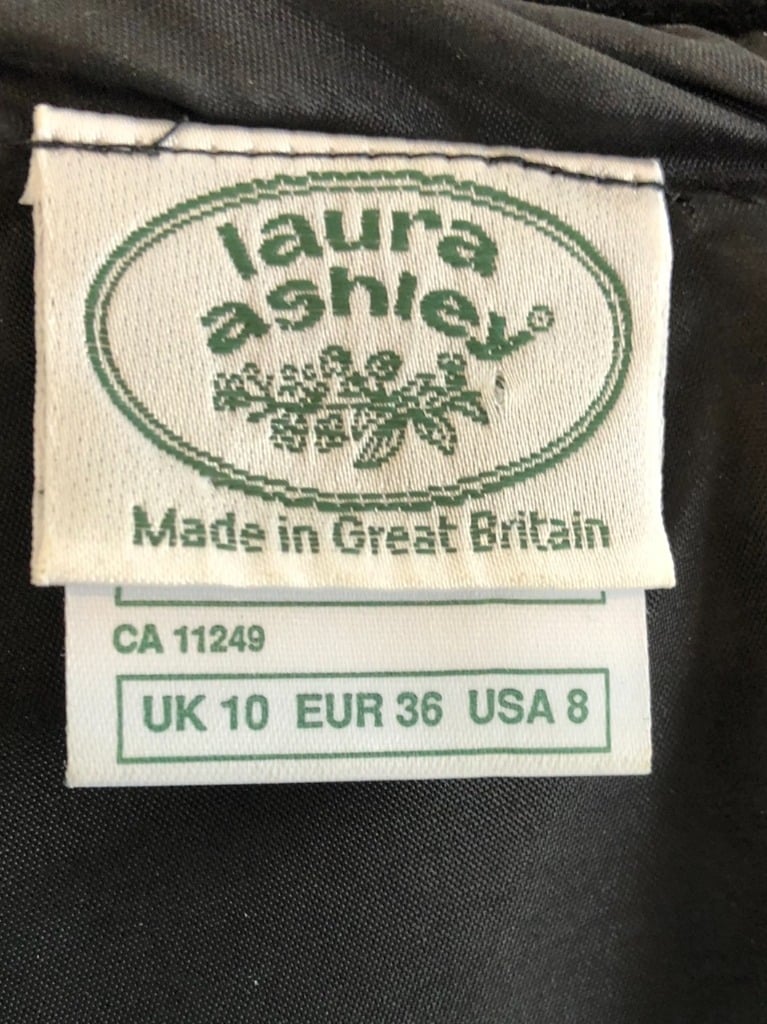 laura
ashley®
Made in Great Britain
CA 11249
UK 10 EUR 36 USA 8